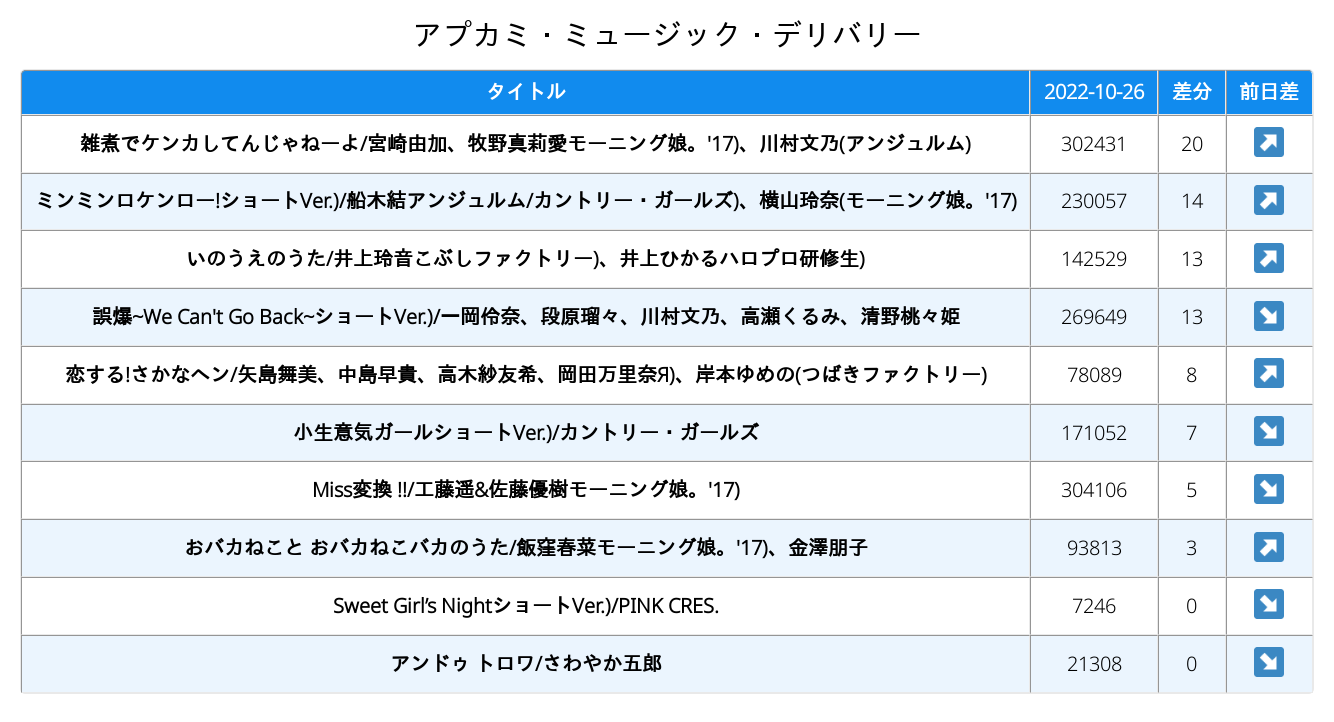 アプカミ・ミュージック・デリバリー
タイトル 2022-10-26 差分 前日差
雑煮でケンカしてんじゃねーよ/宮崎由加、牧野真莉愛モーニング娘。'17)、川村文乃(アンジュルム) 302431 20
ミンミンロケンロー!ショートVer.)/船木結アンジュルム/カントリー・ガールズ)、横山玲奈(モーニング娘。'17) 230057 14
いのうえのうた/井上玲音こぶしファクトリー)、井上ひかるハロプロ研修生) 142529 13
誤爆~We Can't Go Back~ショートVer.)/一岡伶奈、段原瑠々、川村文乃、高瀬くるみ、清野桃々姫 269649 13
恋する!さかなヘン/矢島舞美、中島早貴、高木紗友希、岡田万里奈Я)、岸本ゆめの(つばきファクトリー) 78089 8
小生意気ガールショートVer.)/カントリー・ガールズ 171052 7
Miss変換 !!/工藤遥&佐藤優樹モーニング娘。'17) 304106 5
おバカねこと おバカねこバカのうた/飯窪春菜モーニング娘。'17)、金澤朋子 93813 3
Sweet Girl’s NightショートVer.)/PINK CRES. 7246 0
アンドゥ トロワ/さわやか五郎 21308 0